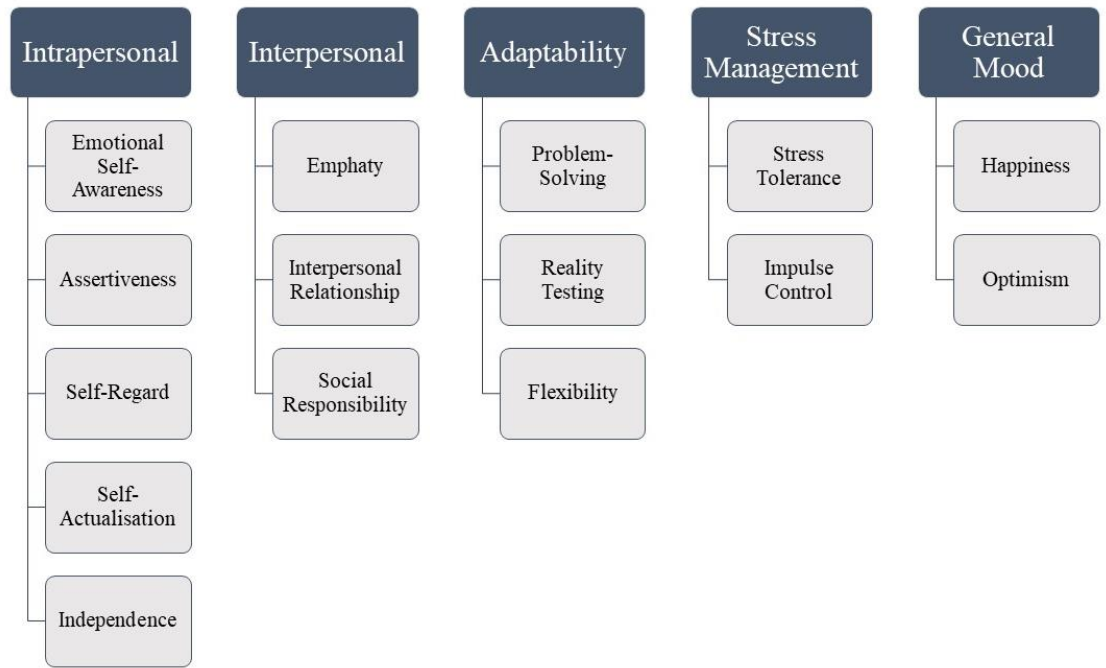 Intrapersonal
Emotional
Self-
Awareness
Assertiveness
Self-Regard
Self-
Actualisation
Independence
Interpersonal
Emphaty
Interpersonal
Relationship
Social
Responsibility
Adaptability
Problem-
Solving
Reality
Testing
Flexibility
Stress
Management
Stress
Tolerance
Impulse
Control
General
Mood
Happiness
Optimism